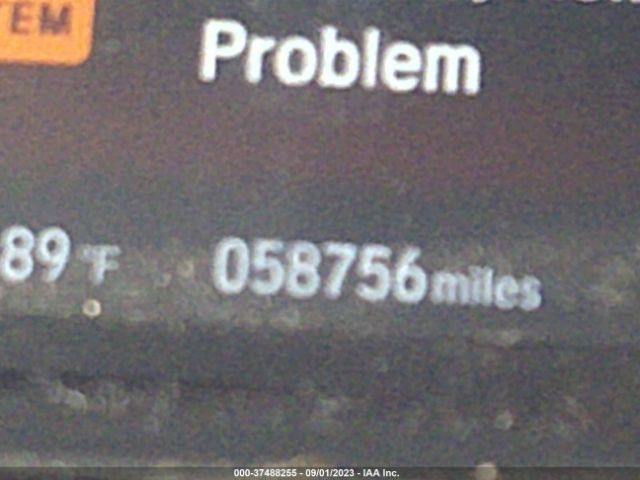 TEM
Problem
89 °F
058756 miles
000-37488255 - 09/01/2023 - IAA Inc.